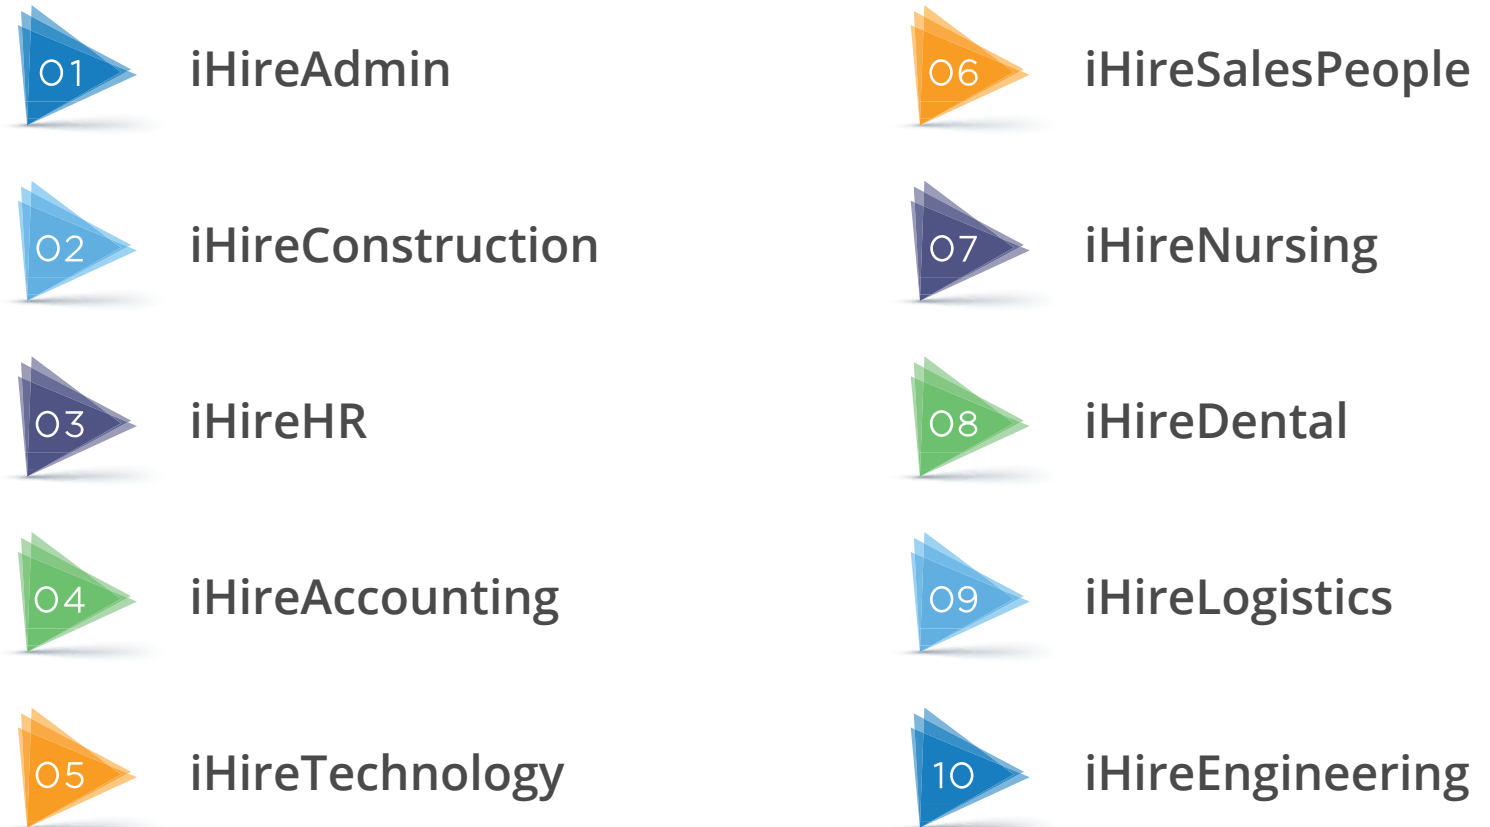 01 iHireAdmin
02 iHireConstruction
03 iHireHR
04 iHireAccounting
05 iHireTechnology
06 iHireSalesPeople
07 iHireNursing
08 iHireDental
09 iHireLogistics
10 iHireEngineering